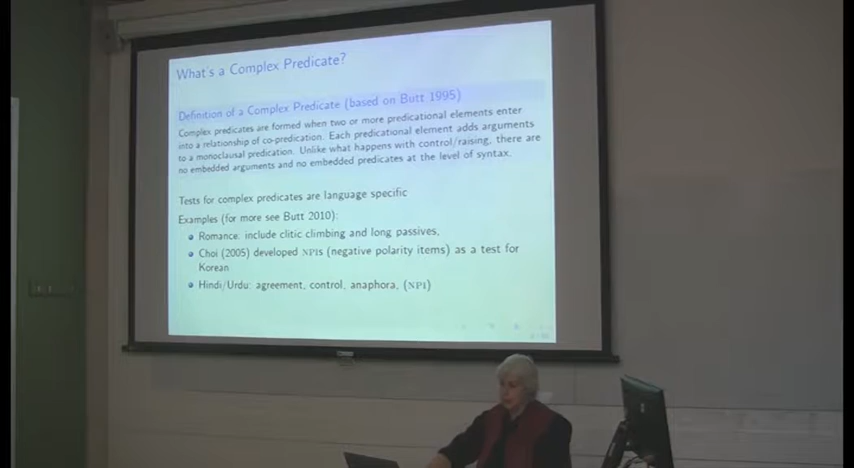 What's a Complex Predicate?
Definition of a Complex Predicate (based on Butt 1995)
Complex predicates are formed when two or more predicational elements enter
into a relationship of co-predication. Each predicational element adds arguments
to a monoclausal predication. Unlike what happens with control/raising, there are
no embedded arguments and no embedded predicates at the level of syntax.
Tests for complex predicates are language specific
Examples (for more see Butt 2010):
Romance: include clitic climbing and long passives,
Choi (2005) developed NPIs (negative polarity items) as a test for
Korean
Hindi/Urdu: agreement, control, anaphora, (NPI)